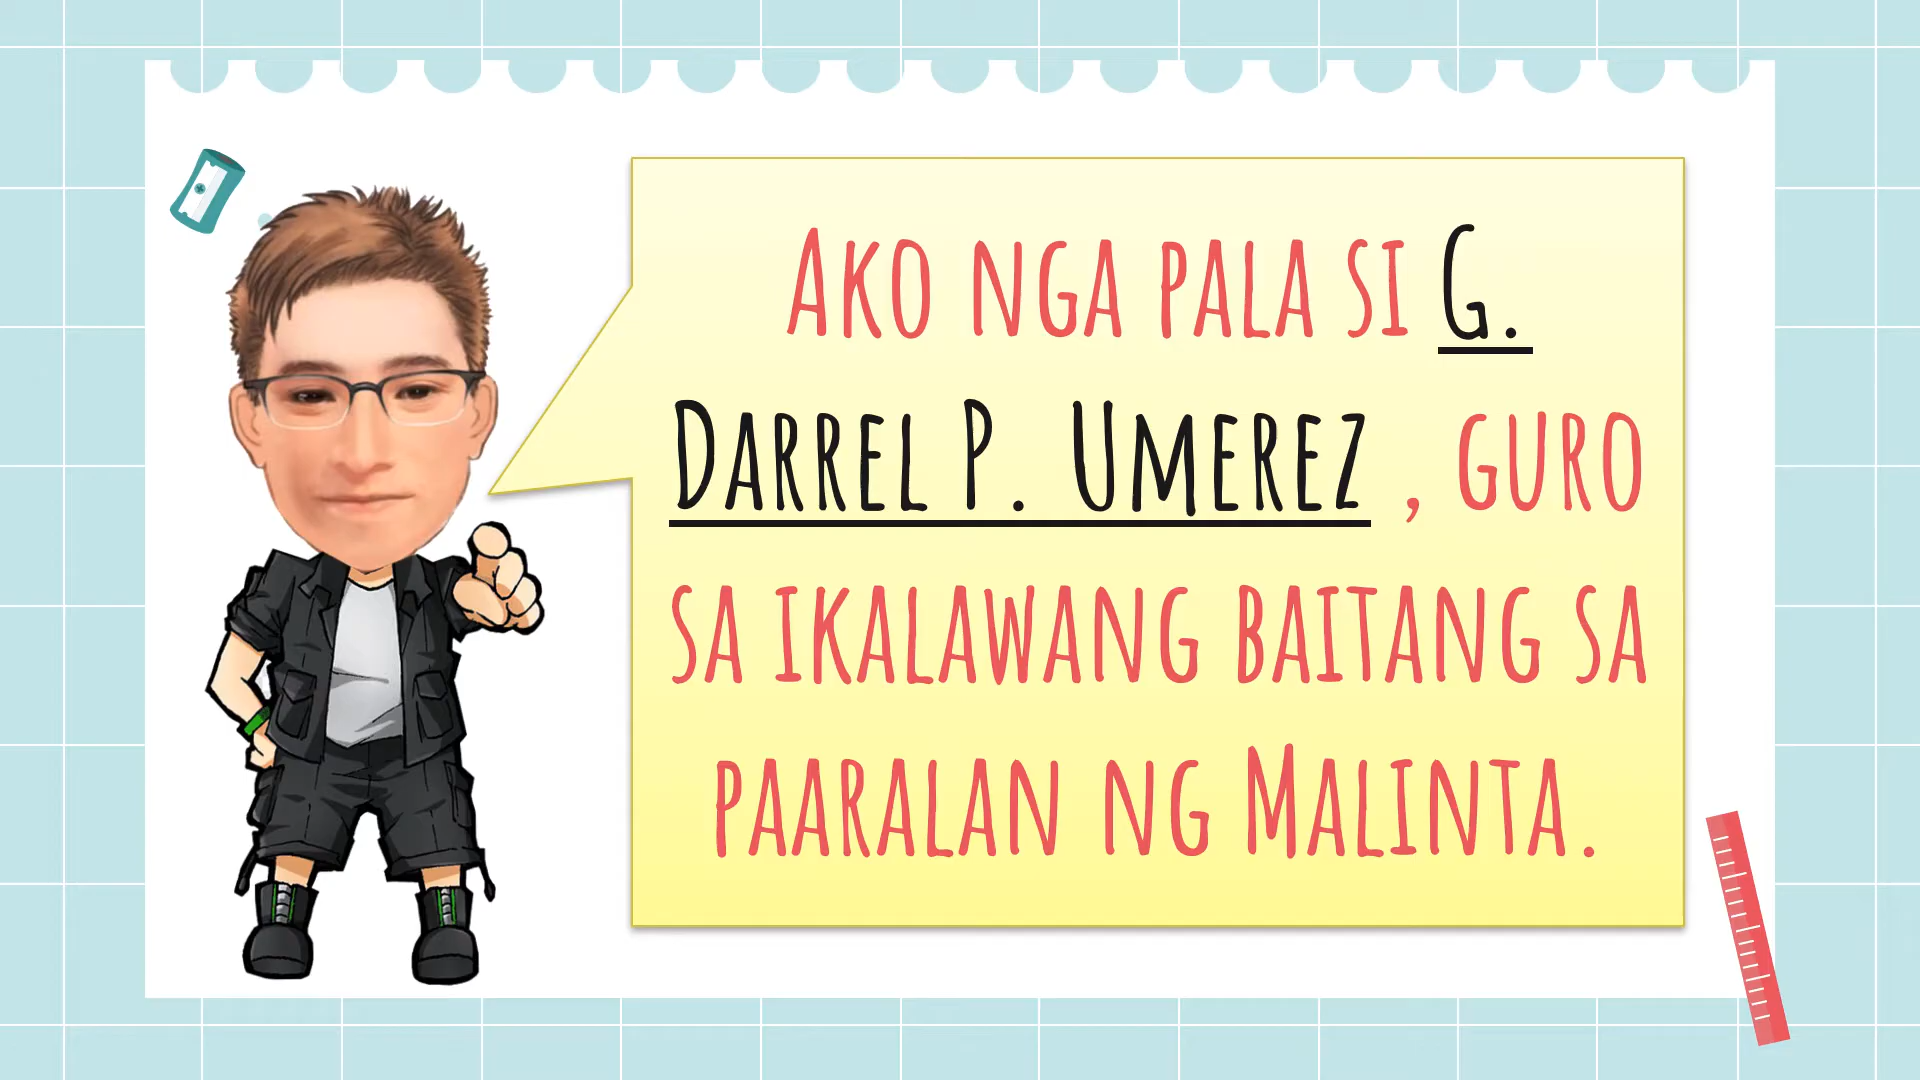 Ako nga pala si G.
Darrel P. Umerez , guro
sa ikalawang baitang sa
paaralan ng Malinta.